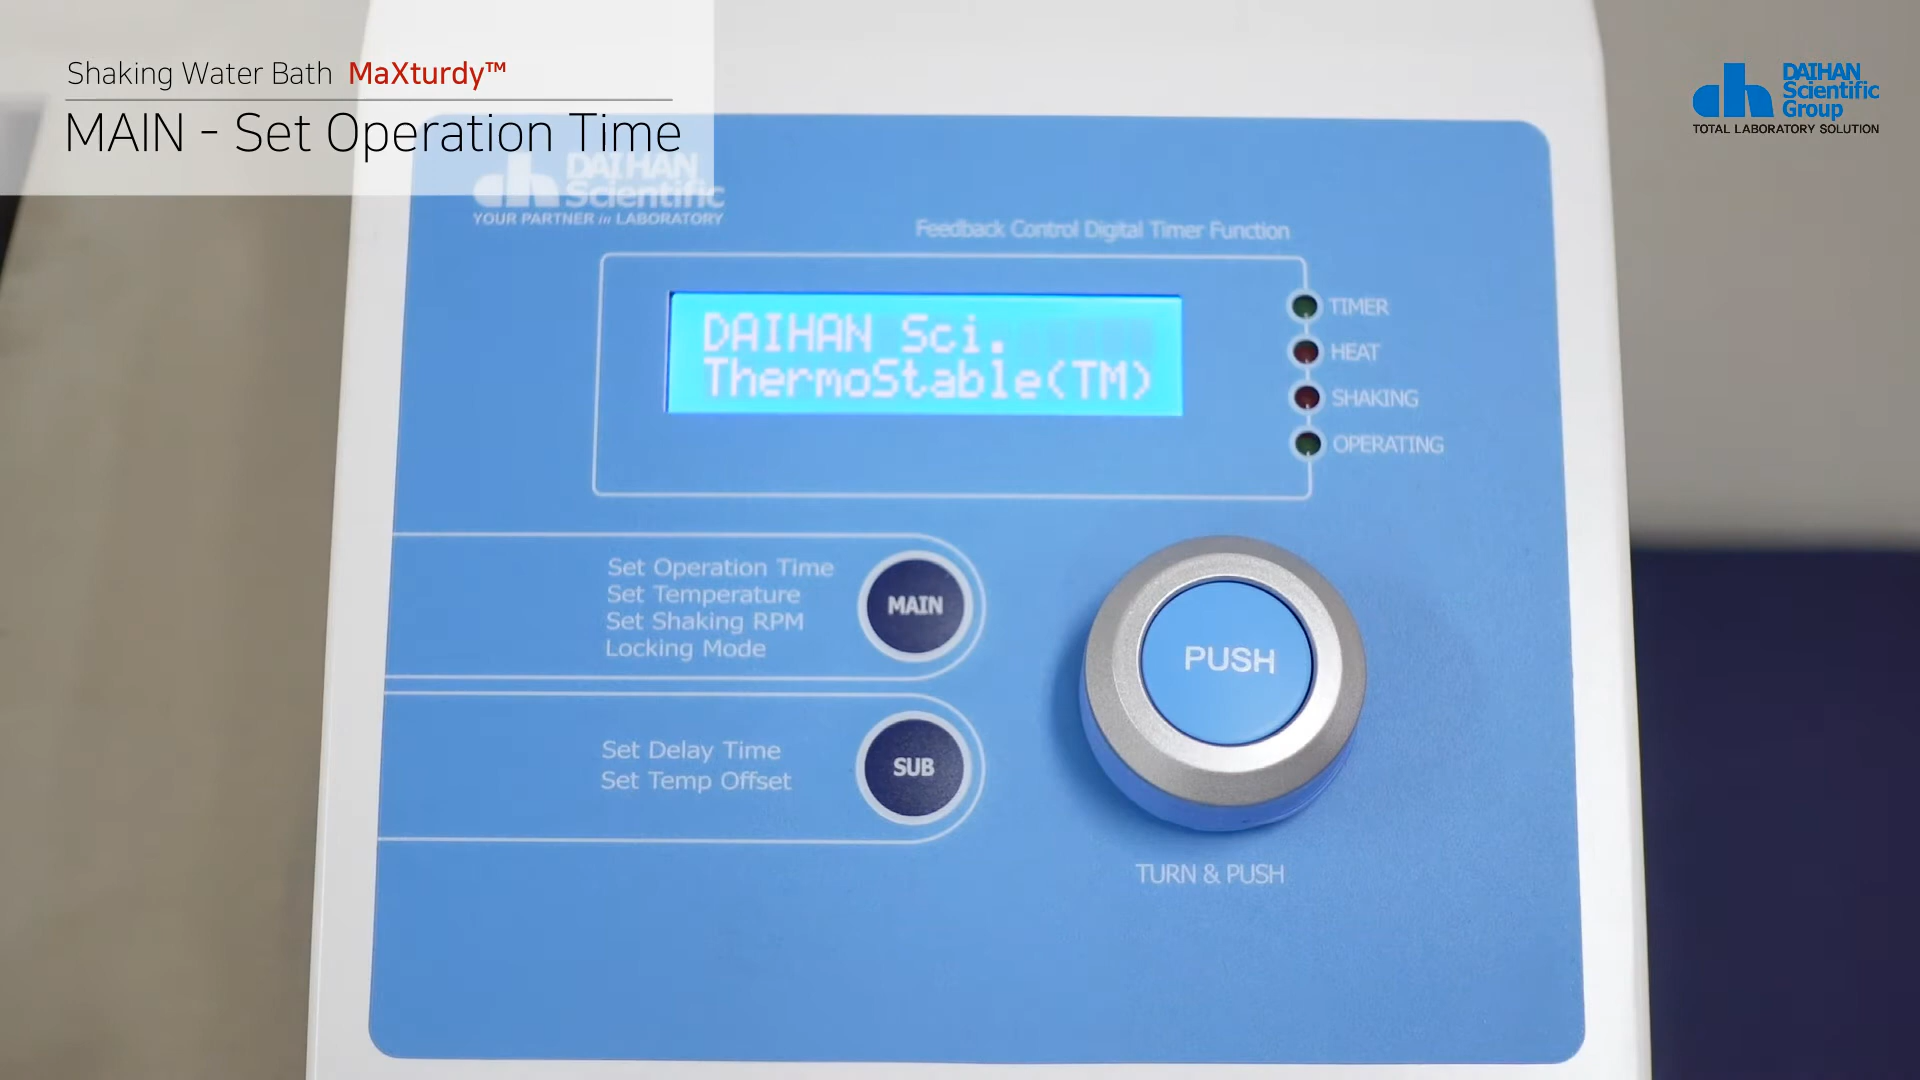 Shaking Water Bath MaXturdy™
MAIN - Set Operation Time
DAIHAN
Scientific
Group
TOTAL LABORATORY SOLUTION
DAIHAN
Scientific
YOUR PARTNER in LABORATORY
Feedback Control Digital Timer Function
DAIHAN Sci.
ThermoStable(TM)
TIMER
HEAT
SHAKING
OPERATING
Set Operation Time
Set Temperature
Set Shaking RPM
Locking Mode
MAIN
Set Delay Time
Set Temp Offset
SUB
PUSH
TURN & PUSH